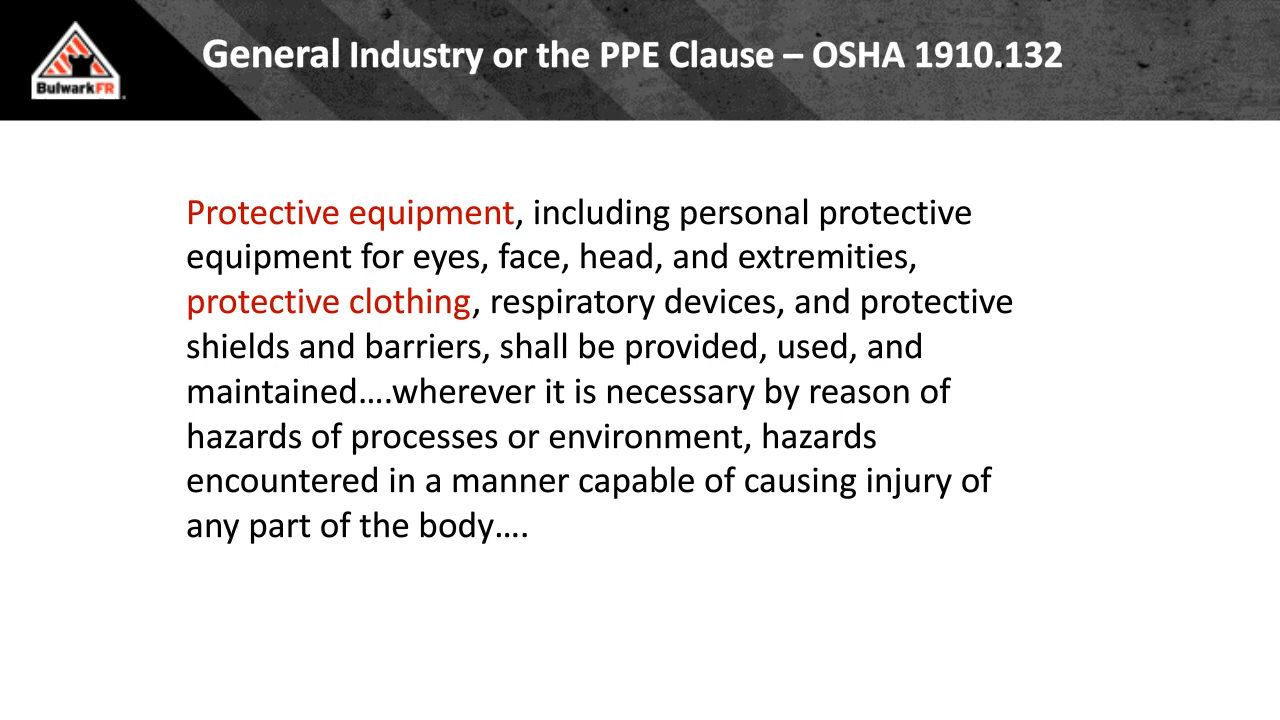 General Industry or the PPE Clause – OSHA 1910.132
BulwarkFR
Protective equipment, including personal protective
equipment for eyes, face, head, and extremities,
protective clothing, respiratory devices, and protective
shields and barriers, shall be provided, used, and
maintained….wherever it is necessary by reason of
hazards of processes or environment, hazards
encountered in a manner capable of causing injury of
any part of the body….